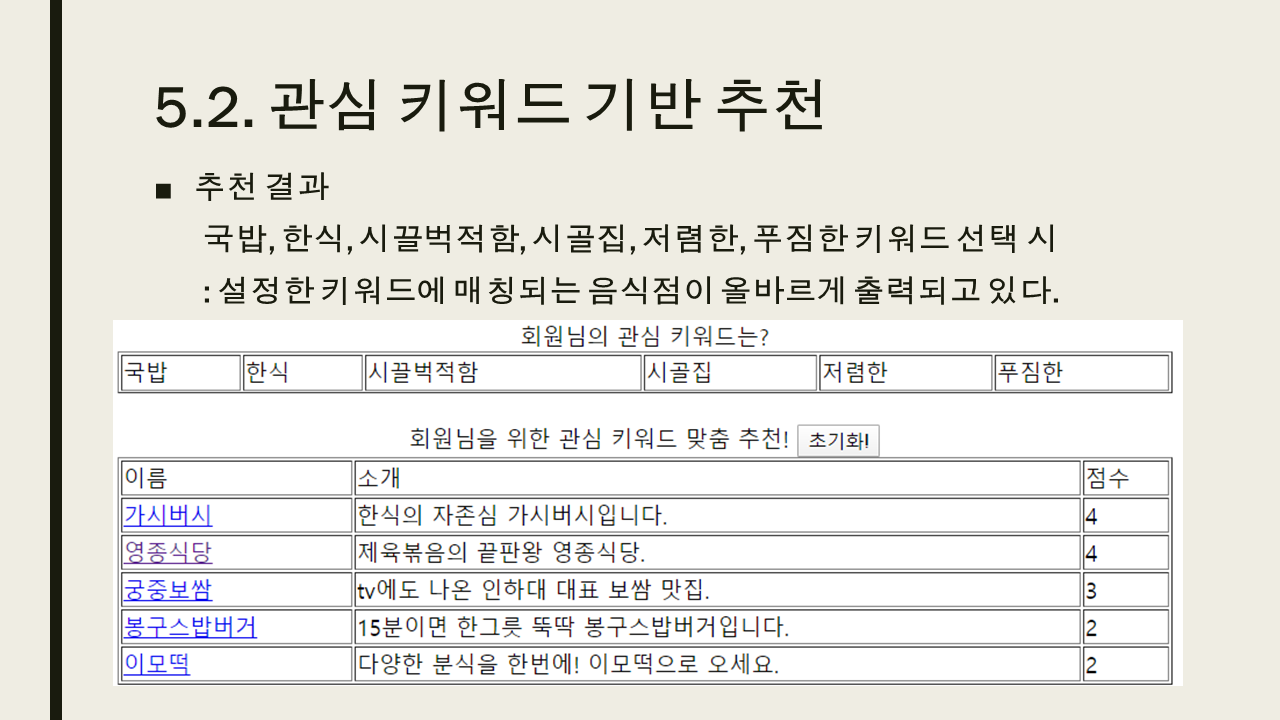 5.2. 관심 키워드 기반 추천
■ 추천 결과
국밥, 한식, 시끌벅적함, 시골집, 저렴한, 푸짐한 키워드 선택 시
: 설정한 키워드에 매칭되는 음식점이 올바르게 출력되고 있다.
회원님의 관심 키워드는?
국밥 한식 시끌벅적함 시골집 저렴한 푸짐한
회원님을 위한 관심 키워드 맞춤 추천! 초기화!
이름 소개 점수
가시버시 한식의 자존심 가시버시입니다. 4
영종식당 제육볶음의 끝판왕 영종식당. 4
궁중보쌈 tv에도 나온 인하대 대표 보쌈 맛집. 3
봉구스밥버거 15분이면 한그릇 뚝딱 봉구스밥버거입니다. 2
이모떡 다양한 분식을 한번에! 이모떡으로 오세요. 2